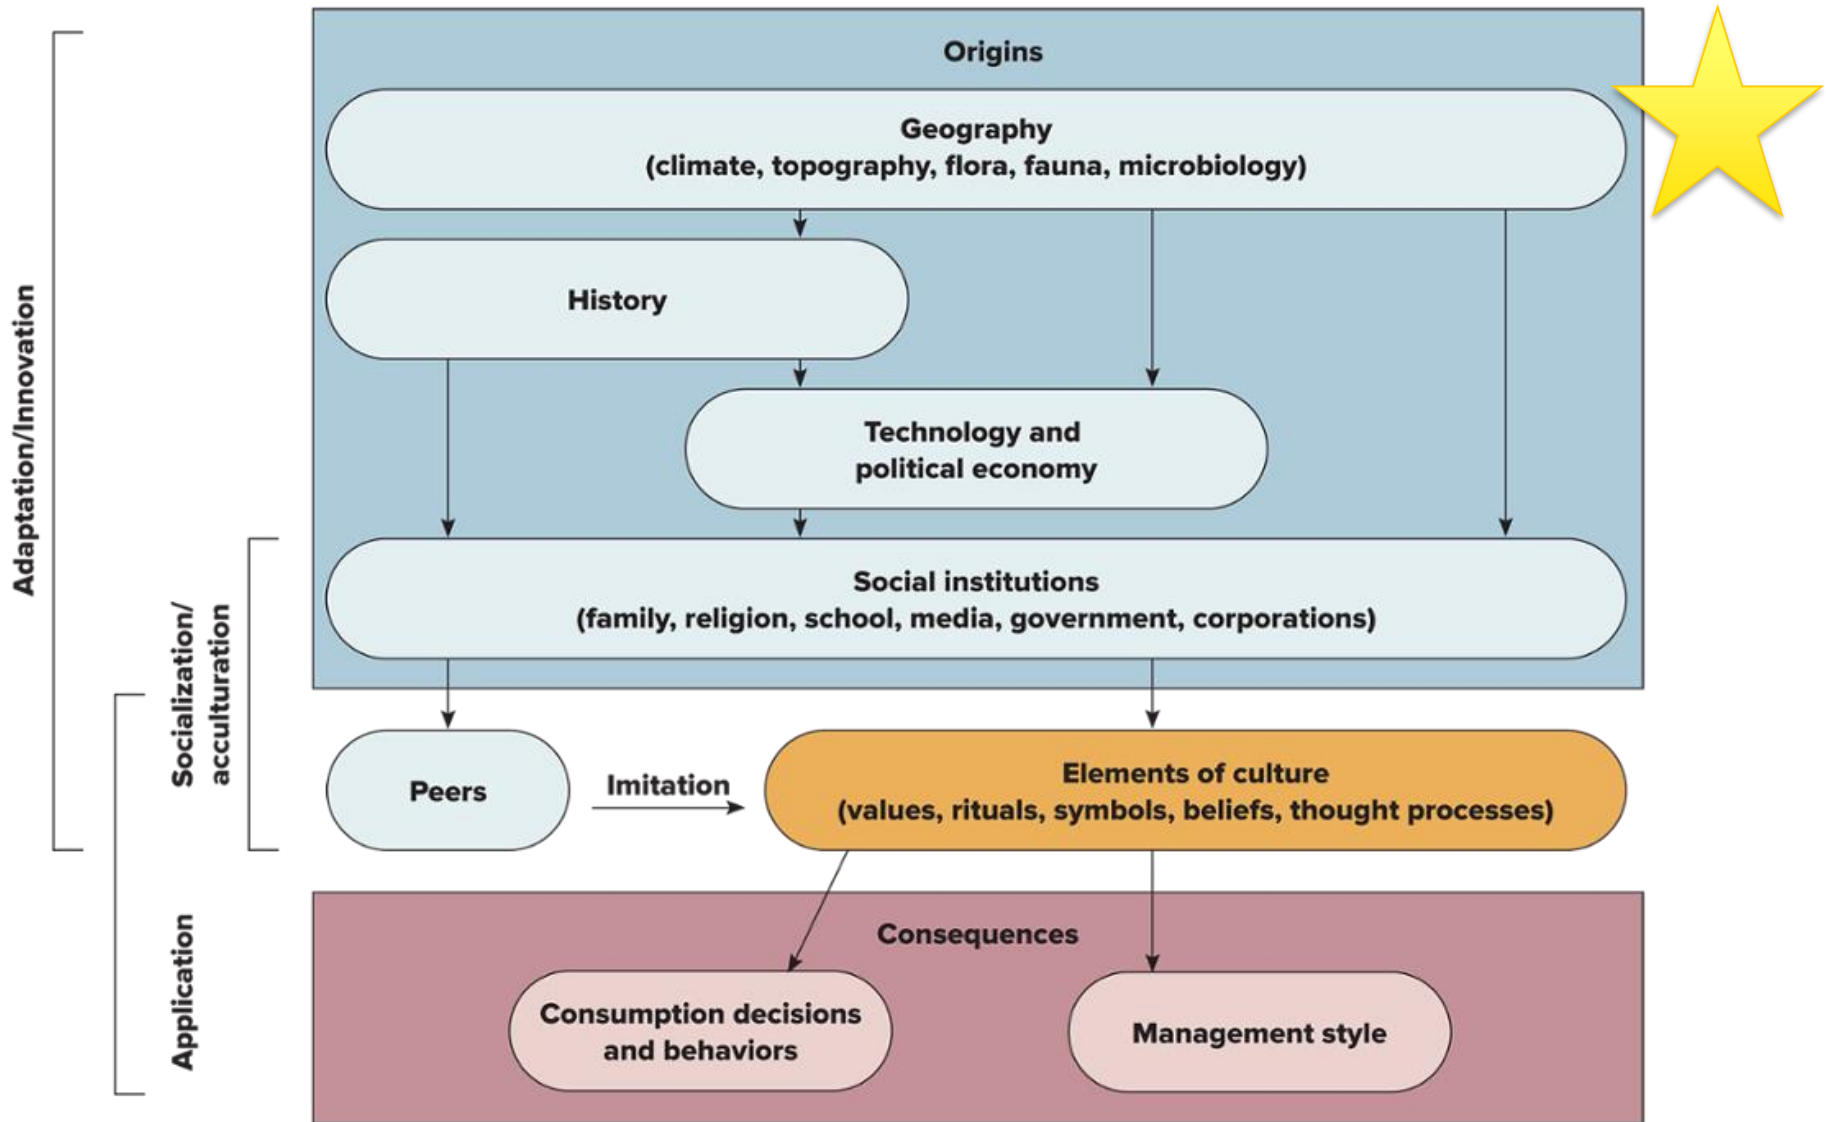 Origins
Geography
(climate, topography, flora, fauna, microbiology)
History
Technology and
political economy
Social institutions
(family, religion, school, media, government, corporations)
Peers
Imitation
Elements of culture
(values, rituals, symbols, beliefs, thought processes)
Consequences
Consumption decisions
and behaviors
Management style
Adaptation/Innovation
Socialization/
acculturation
Application